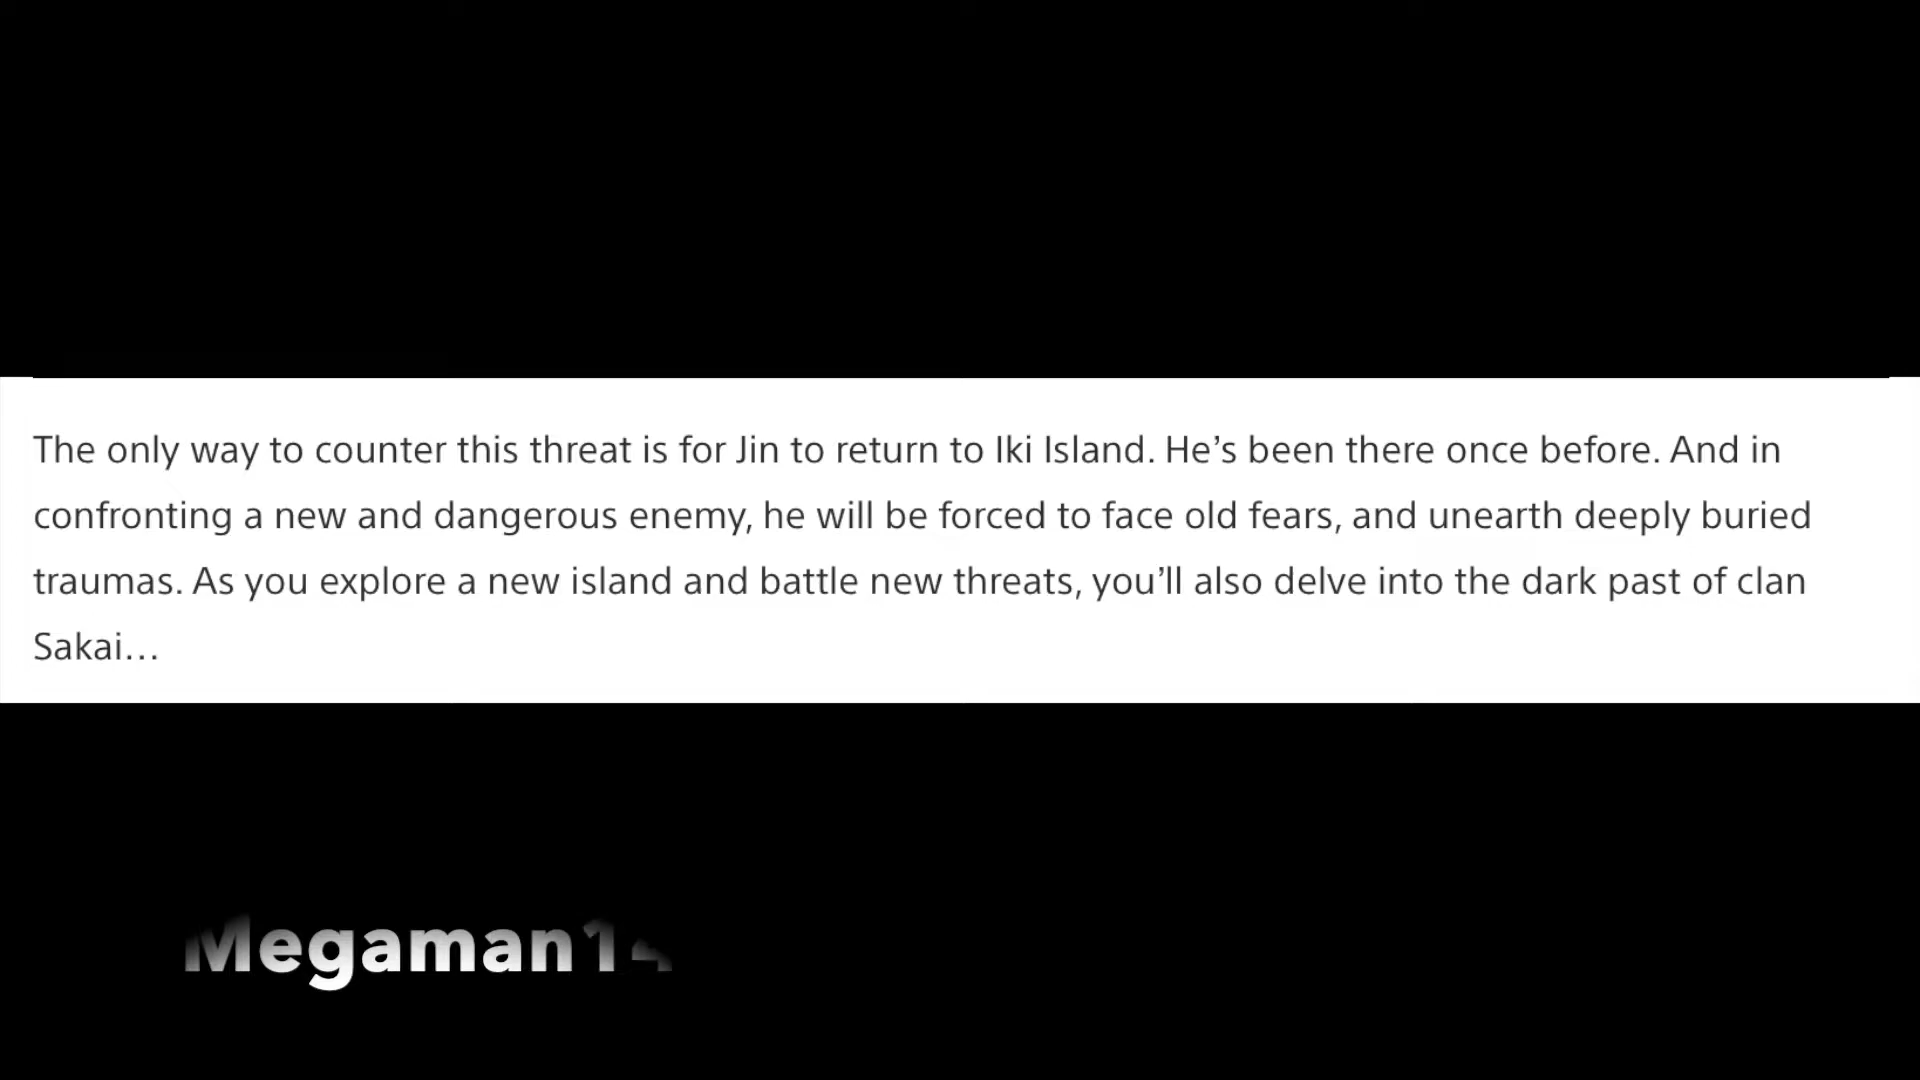 The only way to counter this threat is for Jin to return to Iki Island. He’s been there once before. And in
confronting a new and dangerous enemy, he will be forced to face old fears, and unearth deeply buried
traumas. As you explore a new island and battle new threats, you’ll also delve into the dark past of clan
Sakai…
Megaman14